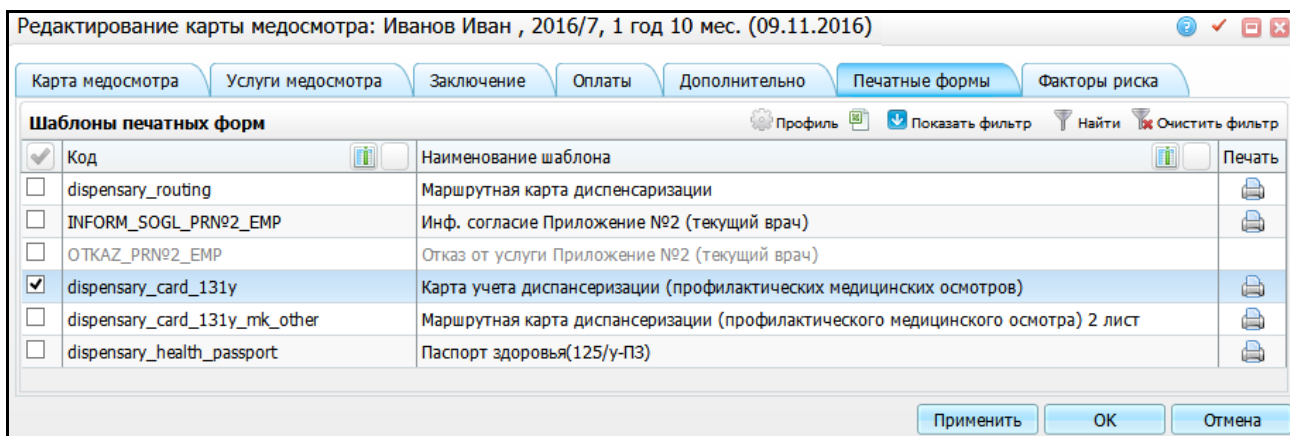 Редактирование карты медосмотра: Иванов Иван , 2016/7, 1 год 10 мес. (09.11.2016)
Карта медосмотра Услуги медосмотра Заключение Оплаты Дополнительно Печатные формы Факторы риска
Шаблоны печатных форм Профиль Показать фильтр Найти Очистить фильтр
Код Наименование шаблона Печать
dispensary_routing Маршрутная карта диспенсаризации
INFORM_SOGL_PR№2_EMP Инф. согласие Приложение №2 (текущий врач)
OTKAZ_PR№2_EMP Отказ от услуги Приложение №2 (текущий врач)
dispensary_card_131y Карта учета диспансеризации (профилактических медицинских осмотров)
dispensary_card_131y_mk_other Маршрутная карта диспансеризации (профилактического медицинского осмотра) 2 лист
dispensary_health_passport Паспорт здоровья(125/у-ПЗ)
Применить ОК Отмена